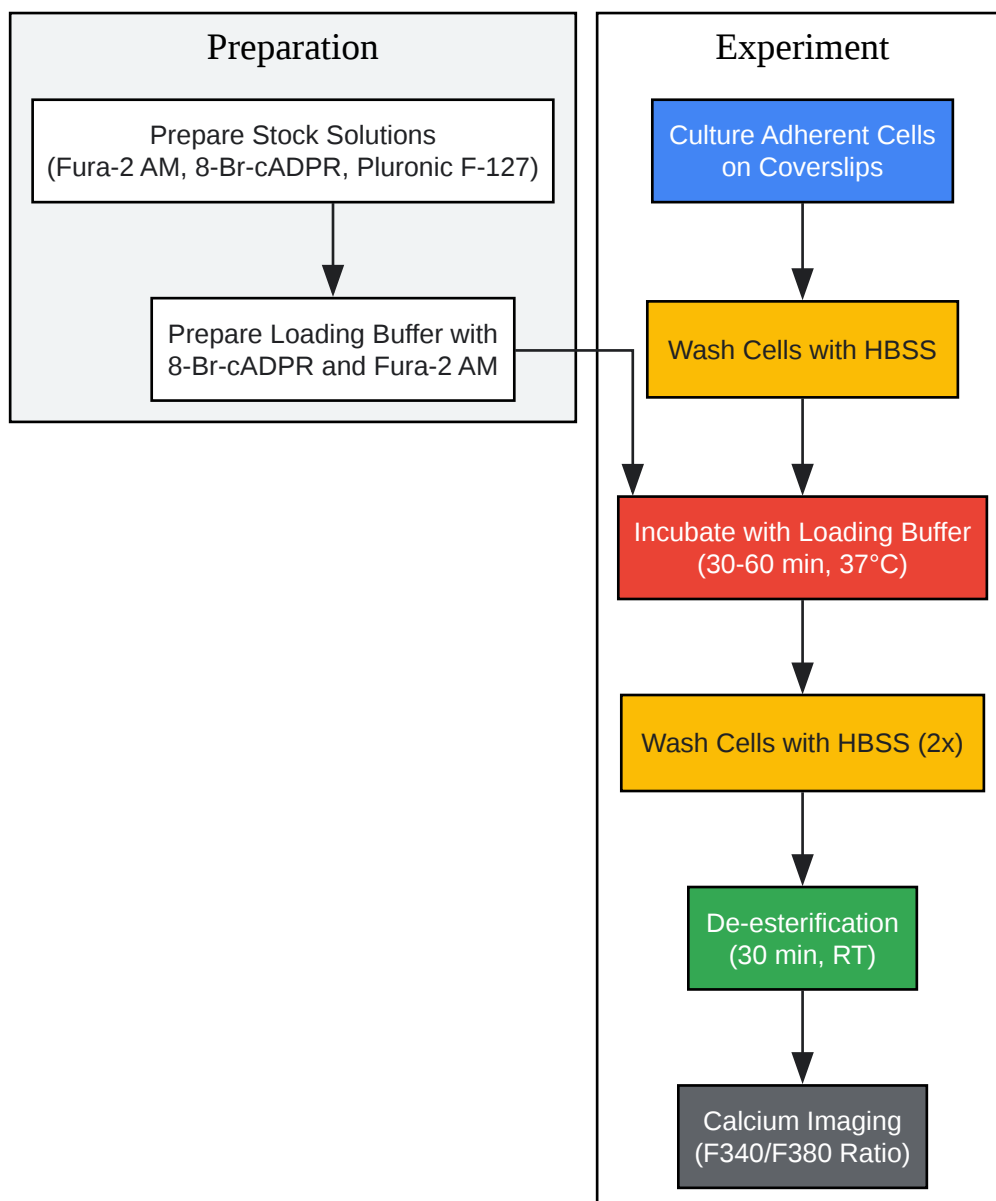 Preparation
Prepare Stock Solutions
(Fura-2 AM, 8-Br-cADPR, Pluronic F-127)
Prepare Loading Buffer with
8-Br-cADPR and Fura-2 AM
Experiment
Culture Adherent Cells
on Coverslips
Wash Cells with HBSS
Incubate with Loading Buffer
(30-60 min, 37°C)
Wash Cells with HBSS (2x)
De-esterification
(30 min, RT)
Calcium Imaging
(F340/F380 Ratio)